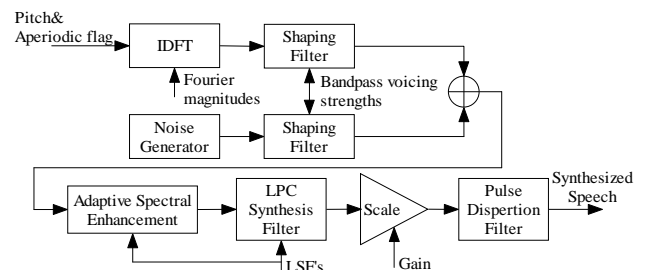 Pitch&
Aperiodic flag
IDFT
Shaping
Filter
Fourier
magnitudes
Bandpass voicing
strengths
Noise
Generator
Shaping
Filter
Adaptive Spectral
Enhancement
LPC
Synthesis
Filter
Scale
Pulse
Dispertion
Filter
Synthesized
Speech
LSF's
Gain